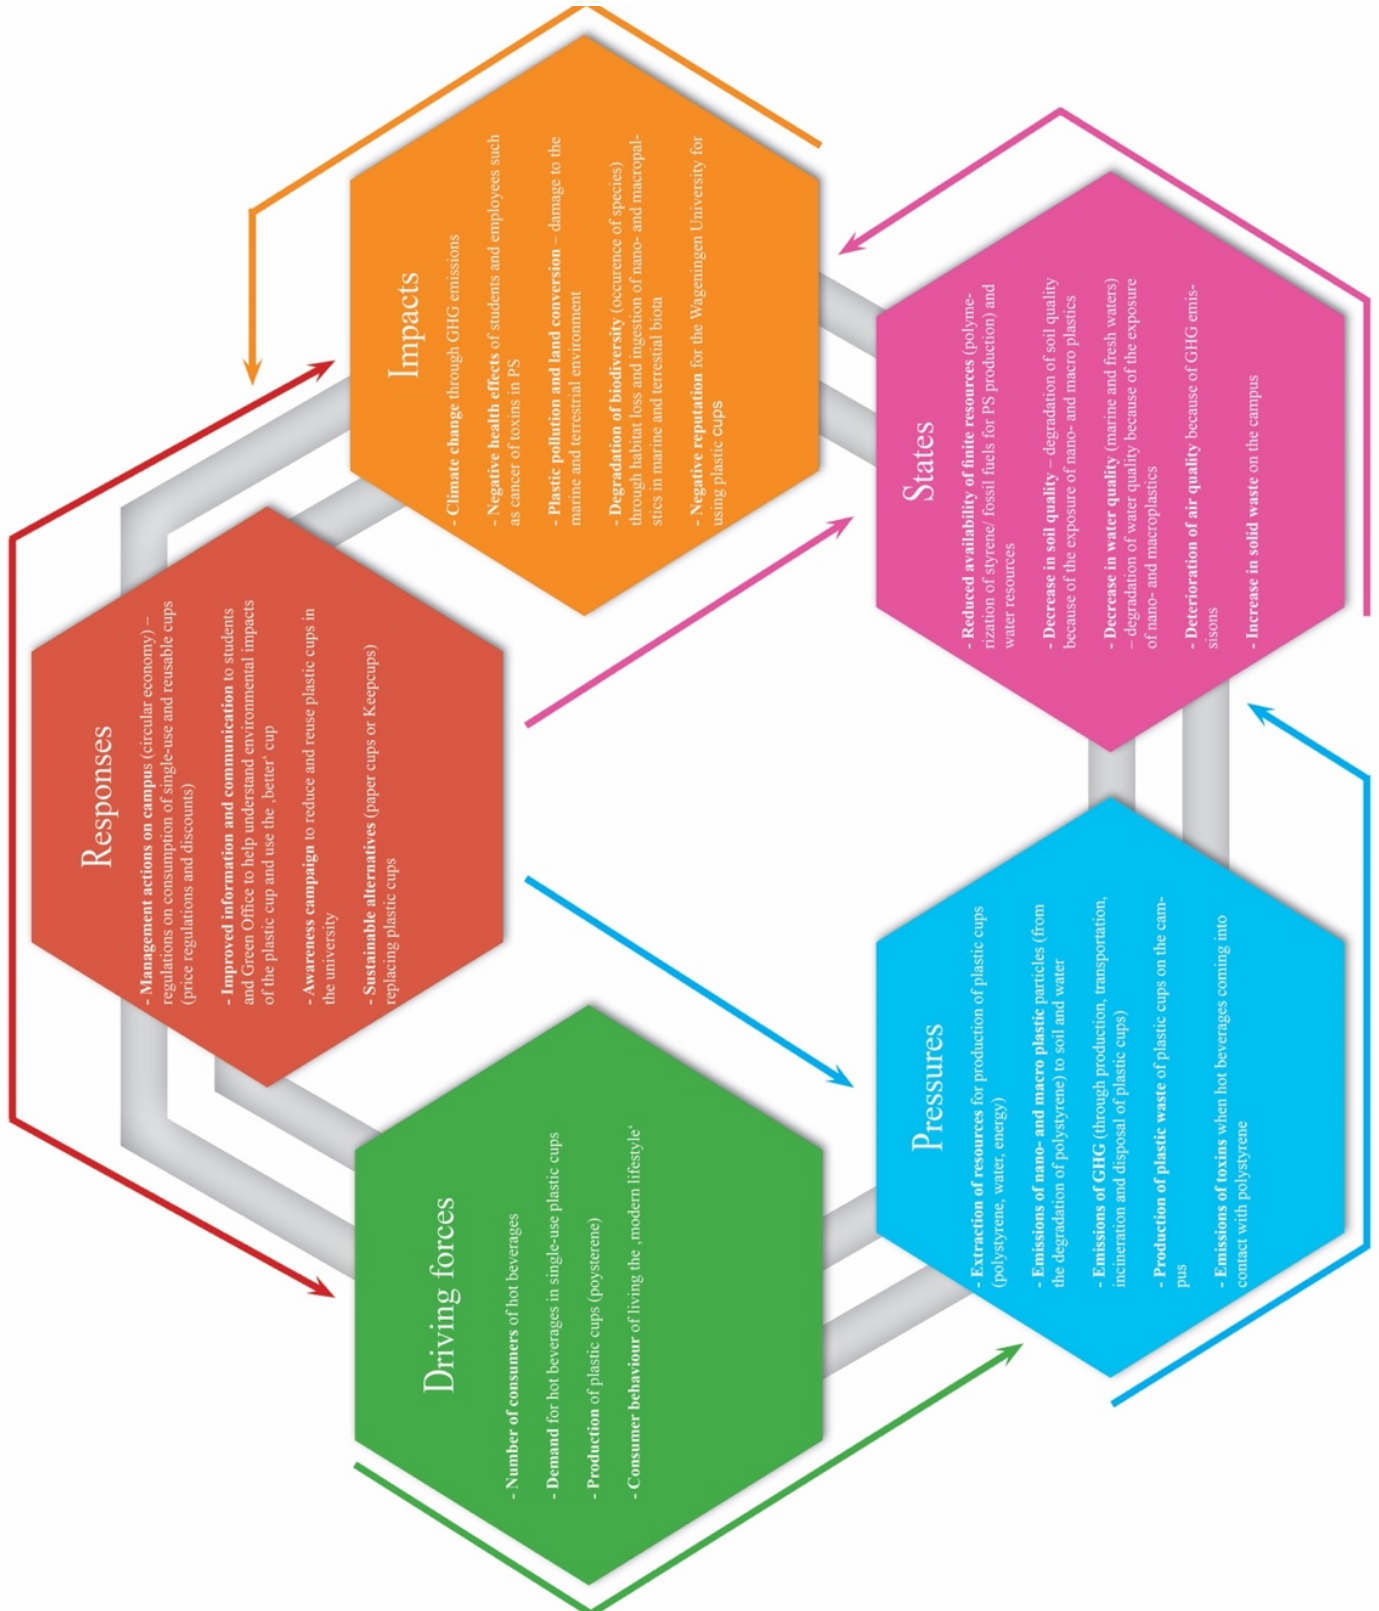 Responses
- Management actions on campus (circular economy) –
regulations on consumption of single-use and reusable cups
(price regulations and discounts)
- Improved information and communication to students
and Green Office to help understand environmental impacts
of the plastic cup and use the ‚better‘ cup
- Awareness campaign to reduce and reuse plastic cups in
the university
- Sustainable alternatives (paper cups or Keepcups)
replacing plastic cups
Driving forces
- Number of consumers of hot beverages
- Demand for hot beverages in single-use plastic cups
- Production of plastic cups (poysterene)
- Consumer behaviour of living the ‚modern lifestyle‘
Impacts
- Climate change through GHG emissions
- Negative health effects of students and employees such
as cancer of toxins in PS
- Plastic pollution and land conversion – damage to the
marine and terrestrial environment
- Degradation of biodiversity (occurence of species)
through habitat loss and ingestion of nano- and macropal-
stics in marine and terrestrial biota
- Negative reputation for the Wageningen University for
using plastic cups
Pressures
- Extraction of resources for production of plastic cups
(polystyrene, water, energy)
- Emissions of nano- and macro plastic particles (from
the degradation of polystyrene) to soil and water
- Emissions of GHG (through production, transportation,
incineration and disposal of plastic cups)
- Production of plastic waste of plastic cups on the cam-
pus
- Emissions of toxins when hot beverages coming into
contact with polystyrene
States
- Reduced availability of finite resources (polyme-
rization of styrene/ fossil fuels for PS production) and
water resources
- Decrease in soil quality – degradation of soil quality
because of the exposure of nano- and macro plastics
- Decrease in water quality (marine and fresh waters)
– degradation of water quality because of the exposure
of nano- and macroplastics
- Deterioration of air quality because of GHG emis-
sisons
- Increase in solid waste on the campus